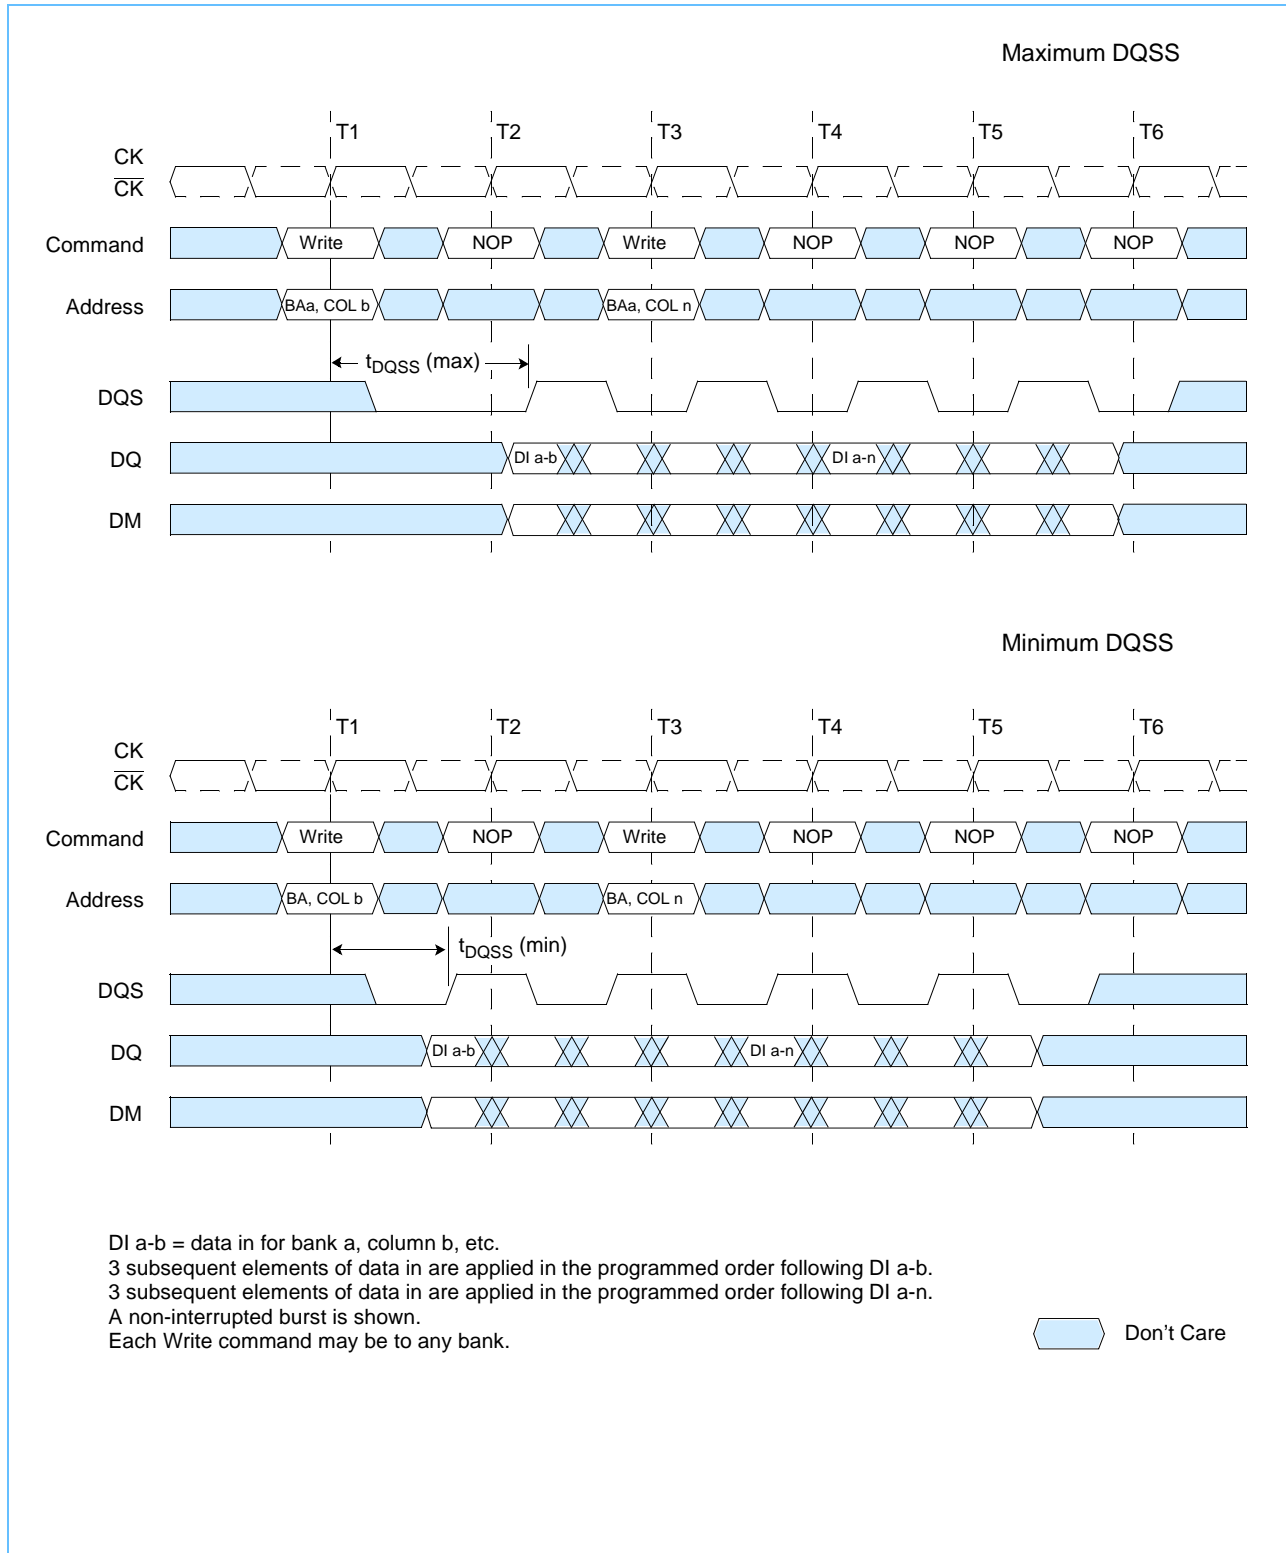 Maximum DQSS
T1 T2 T3 T4 T5 T6
CK
CK
Command Write NOP Write NOP NOP NOP
Address BAa, COL b BAa, COL n
tDQSS (max)
DQS
DQ DI a-b DI a-n
DM
Minimum DQSS
T1 T2 T3 T4 T5 T6
CK
CK
Command Write NOP Write NOP NOP NOP
Address BA, COL b BA, COL n
tDQSS (min)
DQS
DQ DI a-b DI a-n
DM
DI a-b = data in for bank a, column b, etc.
3 subsequent elements of data in are applied in the programmed order following DI a-b.
3 subsequent elements of data in are applied in the programmed order following DI a-n.
A non-interrupted burst is shown.
Each Write command may be to any bank.
Don't Care